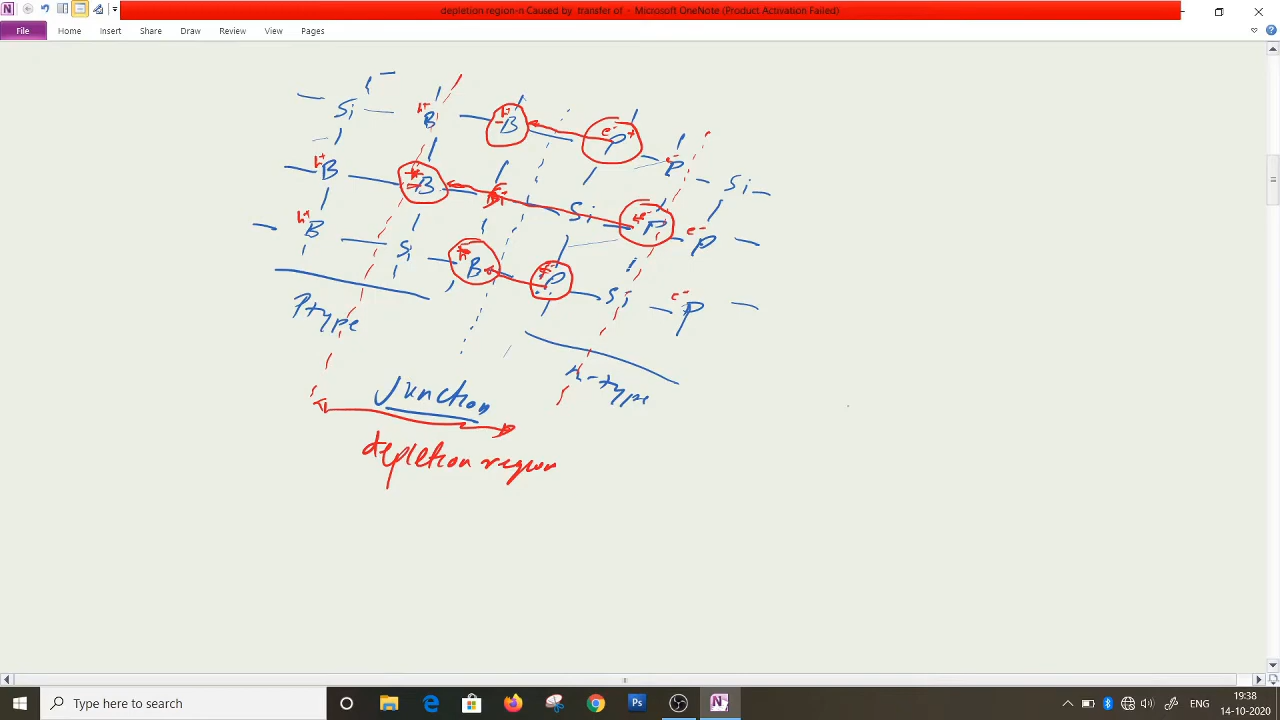 depletion region-n Caused by transfer of - Microsoft OneNote (Product Activation Failed)
File Home Insert Share Draw Review View Pages
Si h+ B h+ - B e- P +
h+ B B P e- P Si
h+ B Si e- P
Si B P Si e- P
P type
n-type
Junction
depletion region
Type here to search
Ps
N
ENG
19:38
14-10-2020